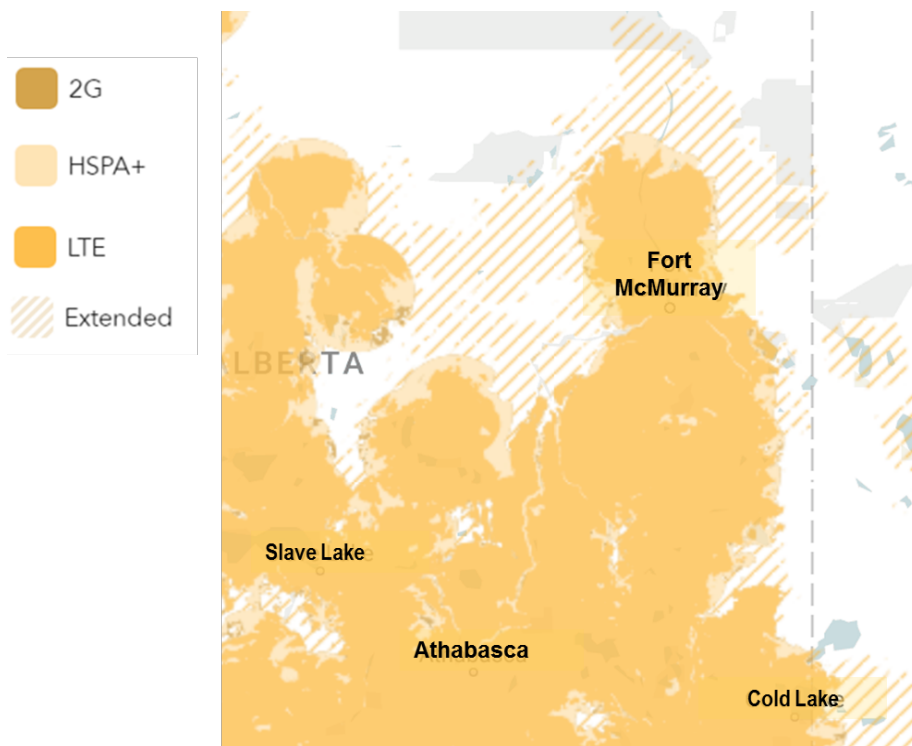 2G
HSPA+
LTE
Extended
Fort
McMurray
ALBERTA
Slave Lake
Athabasca
Cold Lake